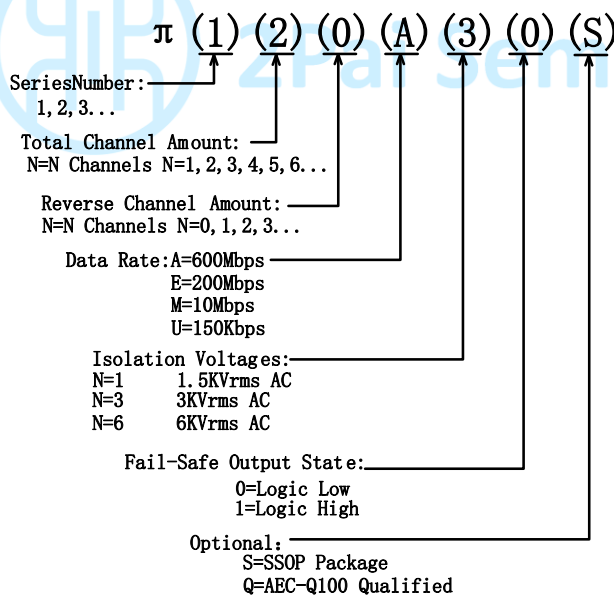 π (1)(2)(0)(A)(3)(0)(S)
2Pai Semi
SeriesNumber:
1,2,3...
Total Channel Amount:
N=N Channels N=1,2,3,4,5,6...
Reverse Channel Amount:
N=N Channels N=0,1,2,3...
Data Rate:A=600Mbps
E=200Mbps
M=10Mbps
U=150Kbps
Isolation Voltages:
N=1 1.5KVrms AC
N=3 3KVrms AC
N=6 6KVrms AC
Fail-Safe Output State:
0=Logic Low
1=Logic High
Optional:
S=SSOP Package
Q=AEC-Q100 Qualified